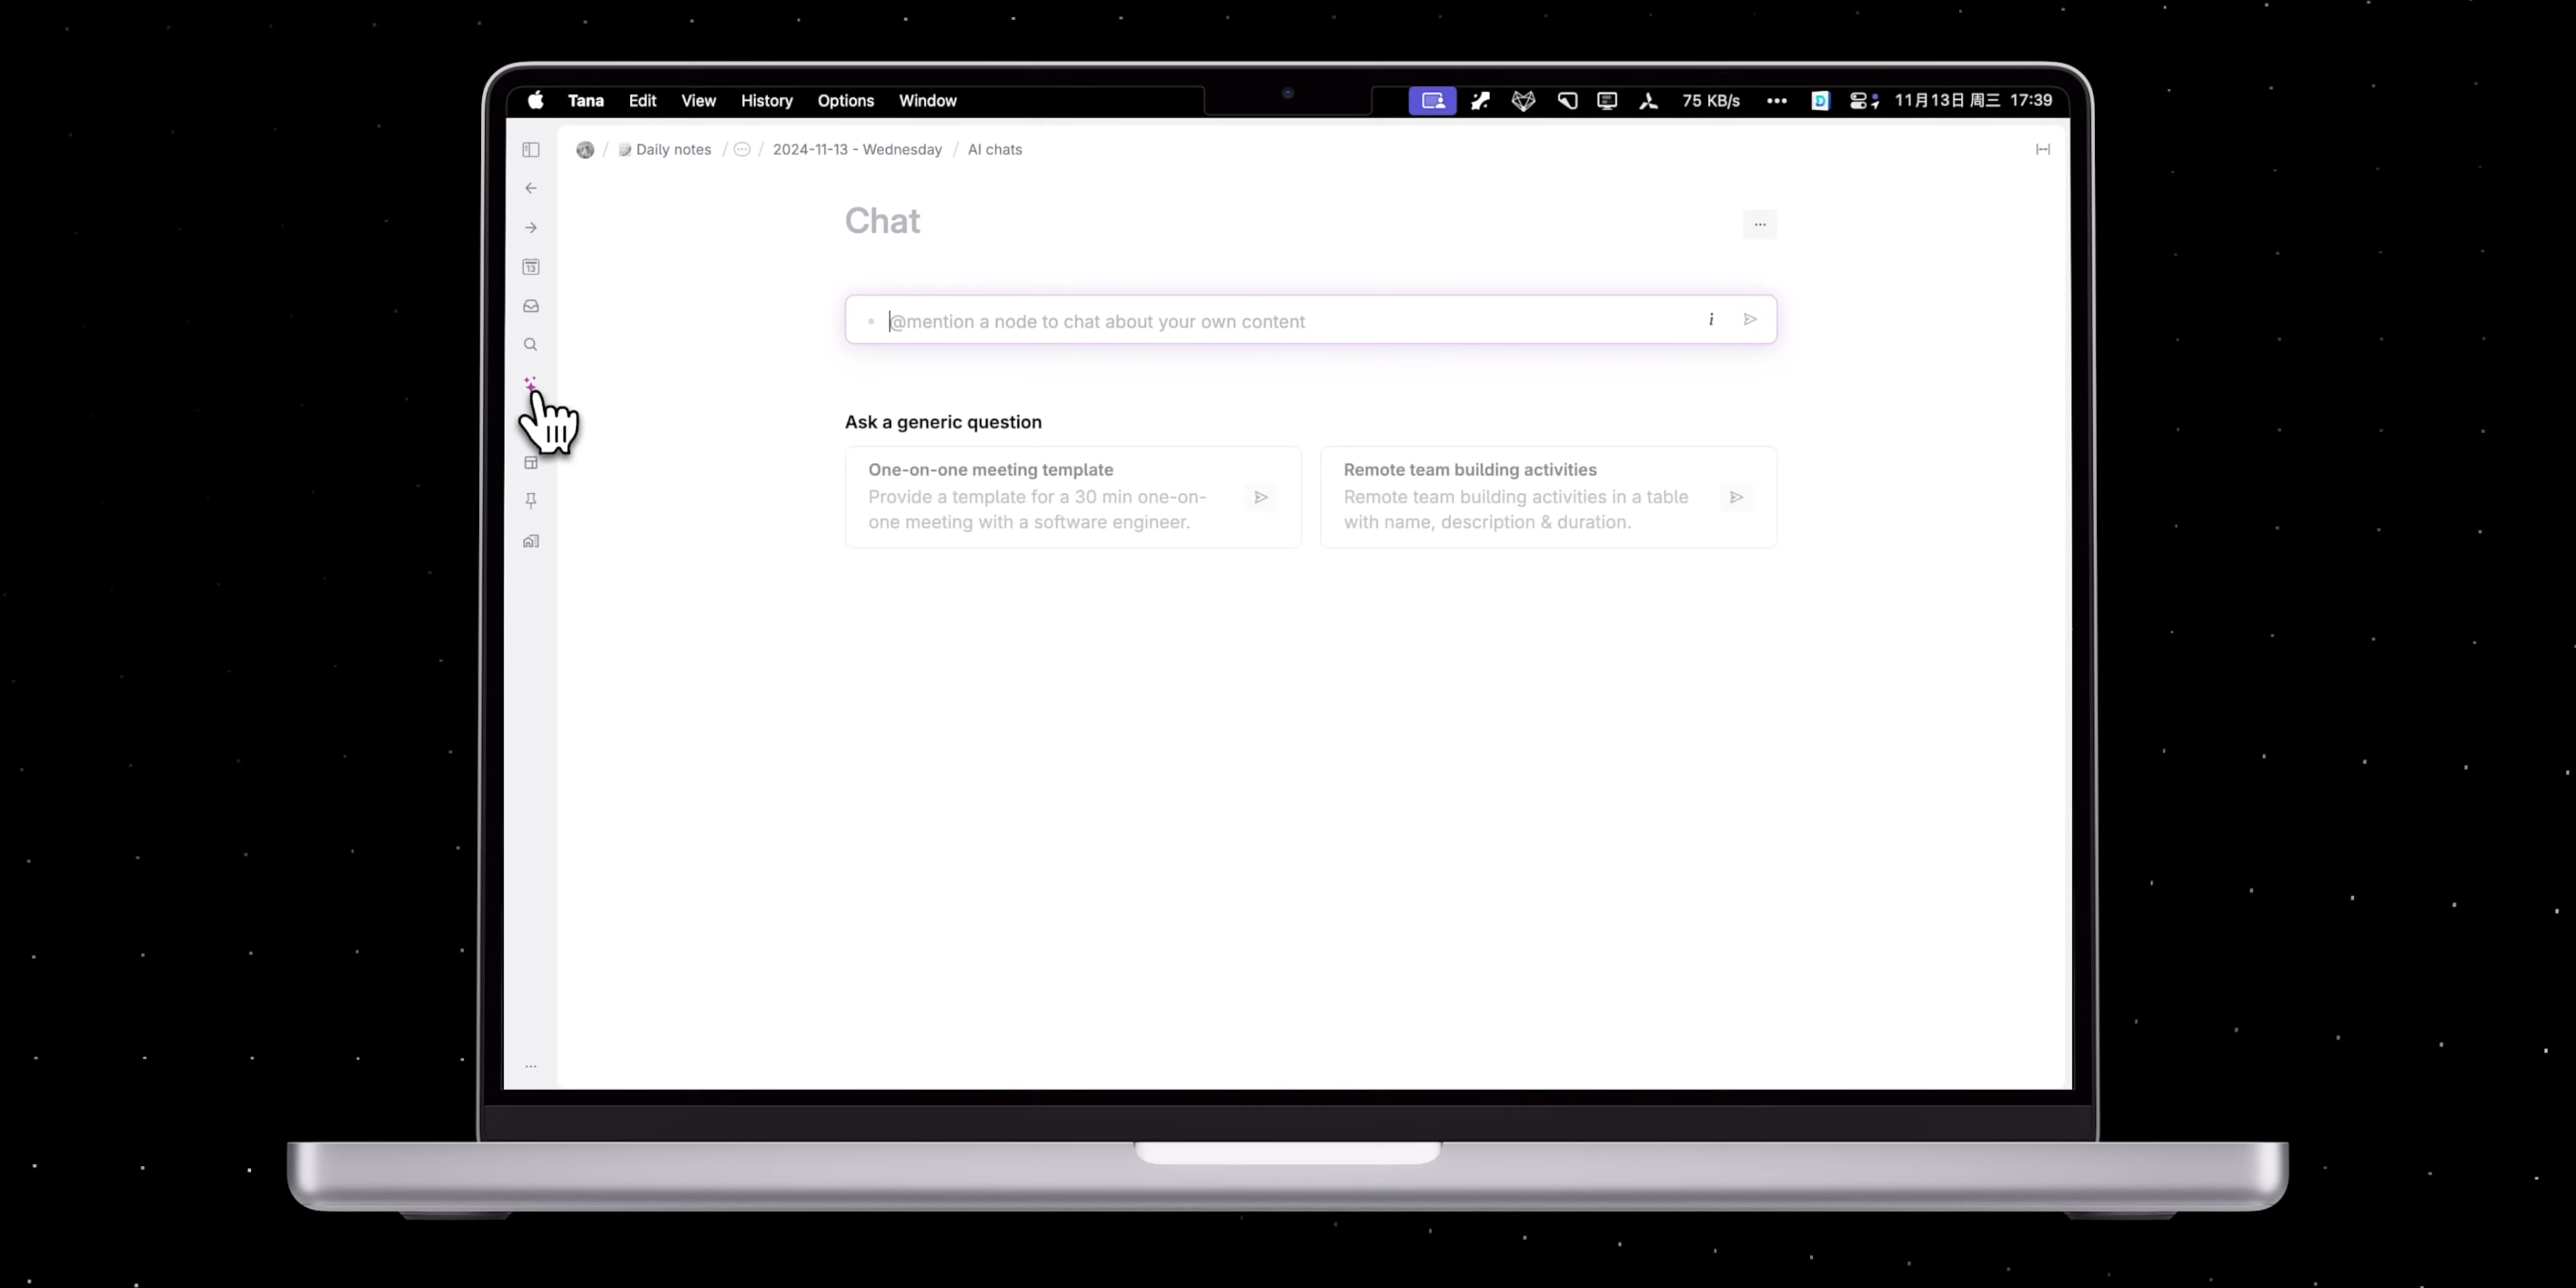 Tana Edit View History Options Window 75 KB/s ••• 11月13日 周三 17:39
/ Daily notes / / 2024-11-13 - Wednesday / AI chats
13
Chat
...
@mention a node to chat about your own content
i
Ask a generic question
One-on-one meeting template
Provide a template for a 30 min one-on-
one meeting with a software engineer.
Remote team building activities
Remote team building activities in a table
with name, description & duration.
...